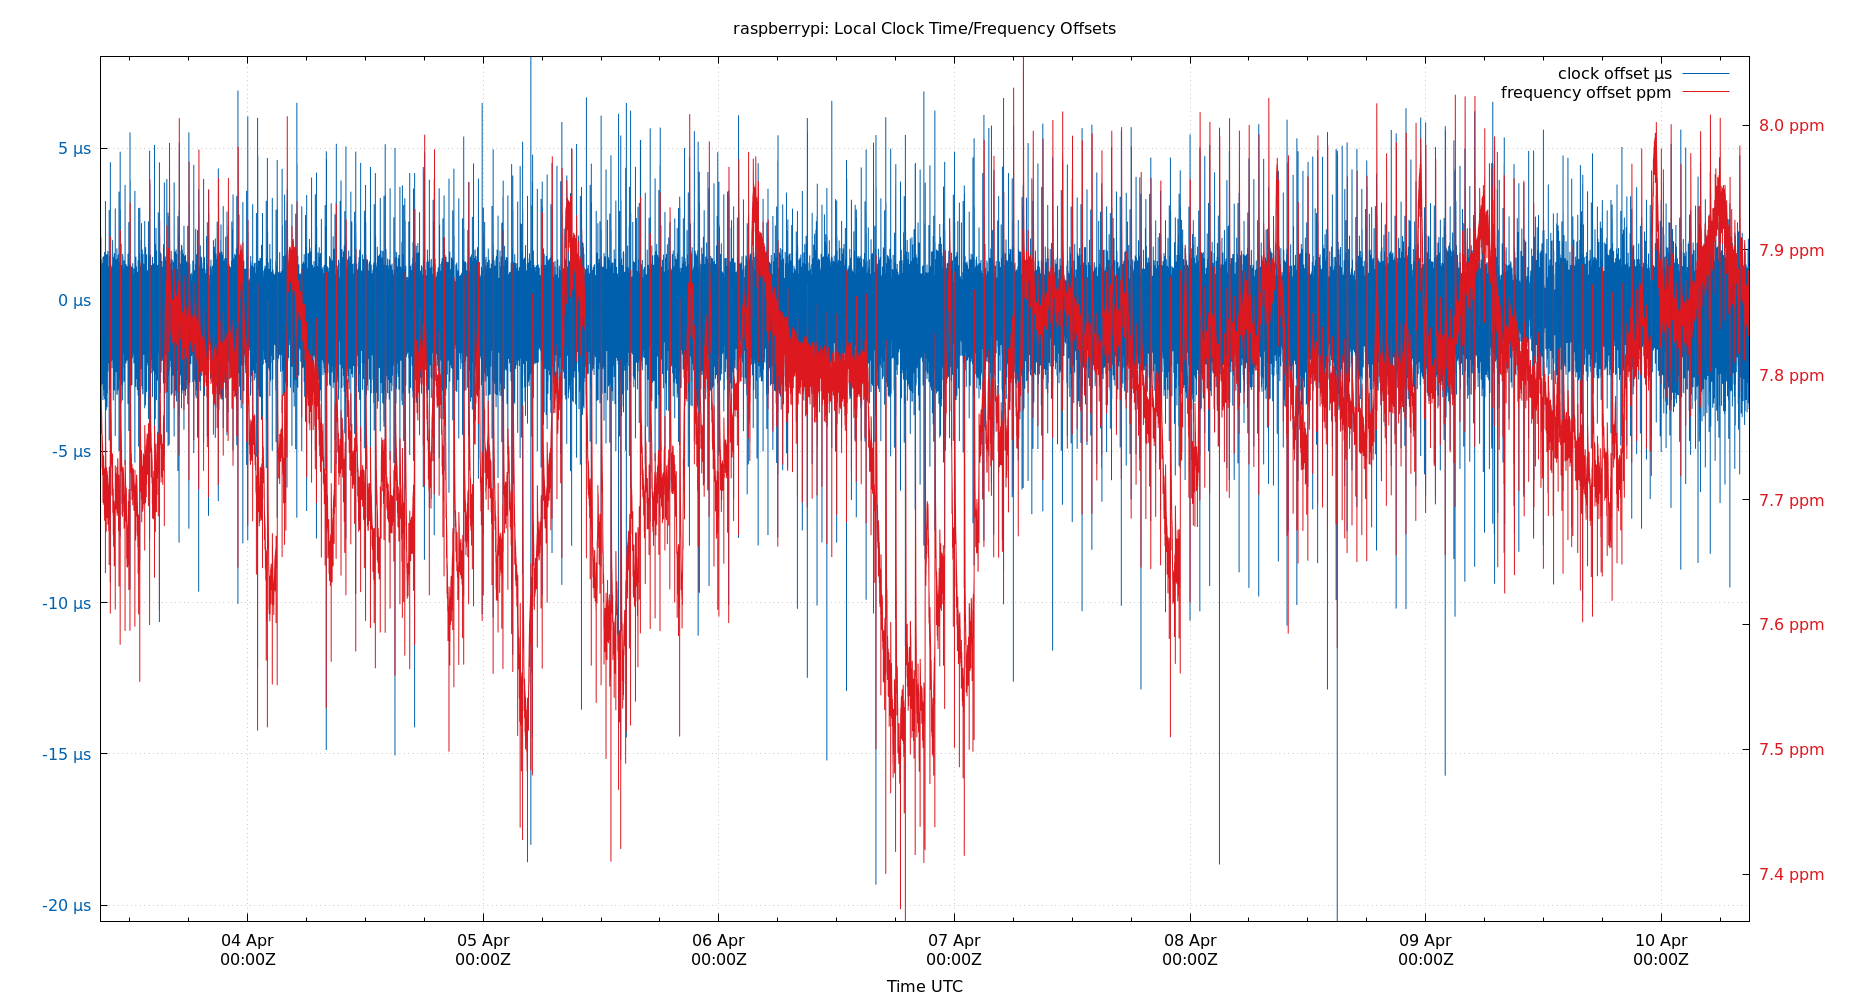 raspberrypi: Local Clock Time/Frequency Offsets
clock offset µs
frequency offset ppm
5 µs
0 µs
-5 µs
-10 µs
-15 µs
-20 µs
8.0 ppm
7.9 ppm
7.8 ppm
7.7 ppm
7.6 ppm
7.5 ppm
7.4 ppm
04 Apr 05 Apr 06 Apr 07 Apr 08 Apr 09 Apr 10 Apr
00:00Z 00:00Z 00:00Z 00:00Z 00:00Z 00:00Z 00:00Z
Time UTC